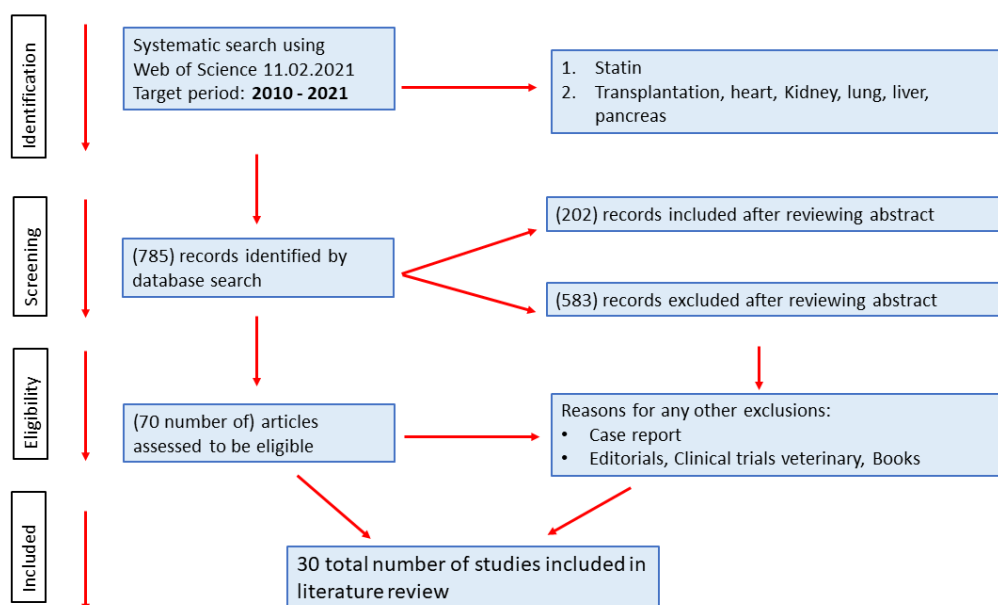 Identification
Systematic search using
Web of Science 11.02.2021
Target period: 2010 - 2021
1. Statin
2. Transplantation, heart, Kidney, lung, liver,
pancreas
Screening
(785) records identified by
database search
(202) records included after reviewing abstract
(583) records excluded after reviewing abstract
Eligibility
(70 number of) articles
assessed to be eligible
Reasons for any other exclusions:
• Case report
• Editorials, Clinical trials veterinary, Books
Included
30 total number of studies included in
literature review